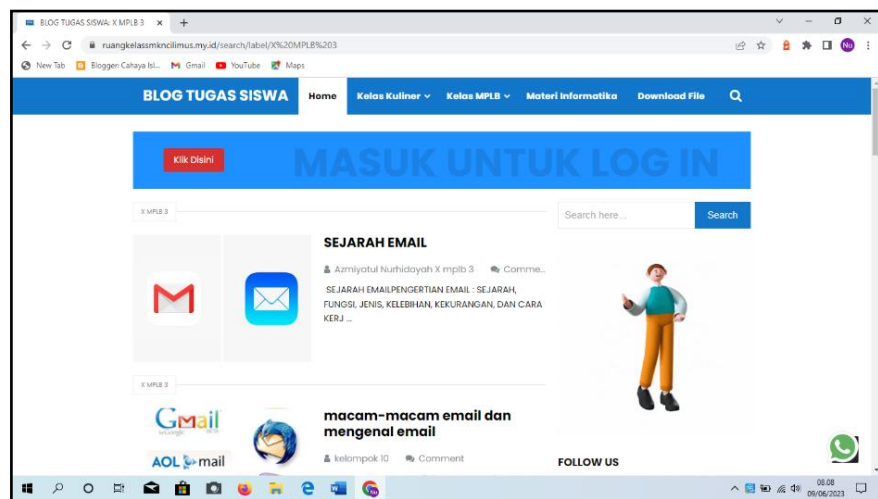 BLOG TUGAS SISWA: X MPLB 3
ruangkelassmkncilimus.my.id/search/label/X%20MPLB%203
New Tab Blogger: Cahaya Isl... Gmail YouTube Maps
BLOG TUGAS SISWA Home Kelas Kuliner Kelas MPLB Materi Informatika Download File
Klik Disini MASUK UNTUK LOG IN
X MPLB 3 Search here... Search
SEJARAH EMAIL
Azmiyatul Nurhidayah X mplb 3 Comme...
SEJARAH EMAILPENGERTIAN EMAIL : SEJARAH,
FUNGSI, JENIS, KELEBIHAN, KEKURANGAN, DAN CARA
KERJ ...
X MPLB 3
Gmail
AOL mail
macam-macam email dan
mengenal email
kelompok 10 Comment
FOLLOW US
Nu
08.08
09/06/2023